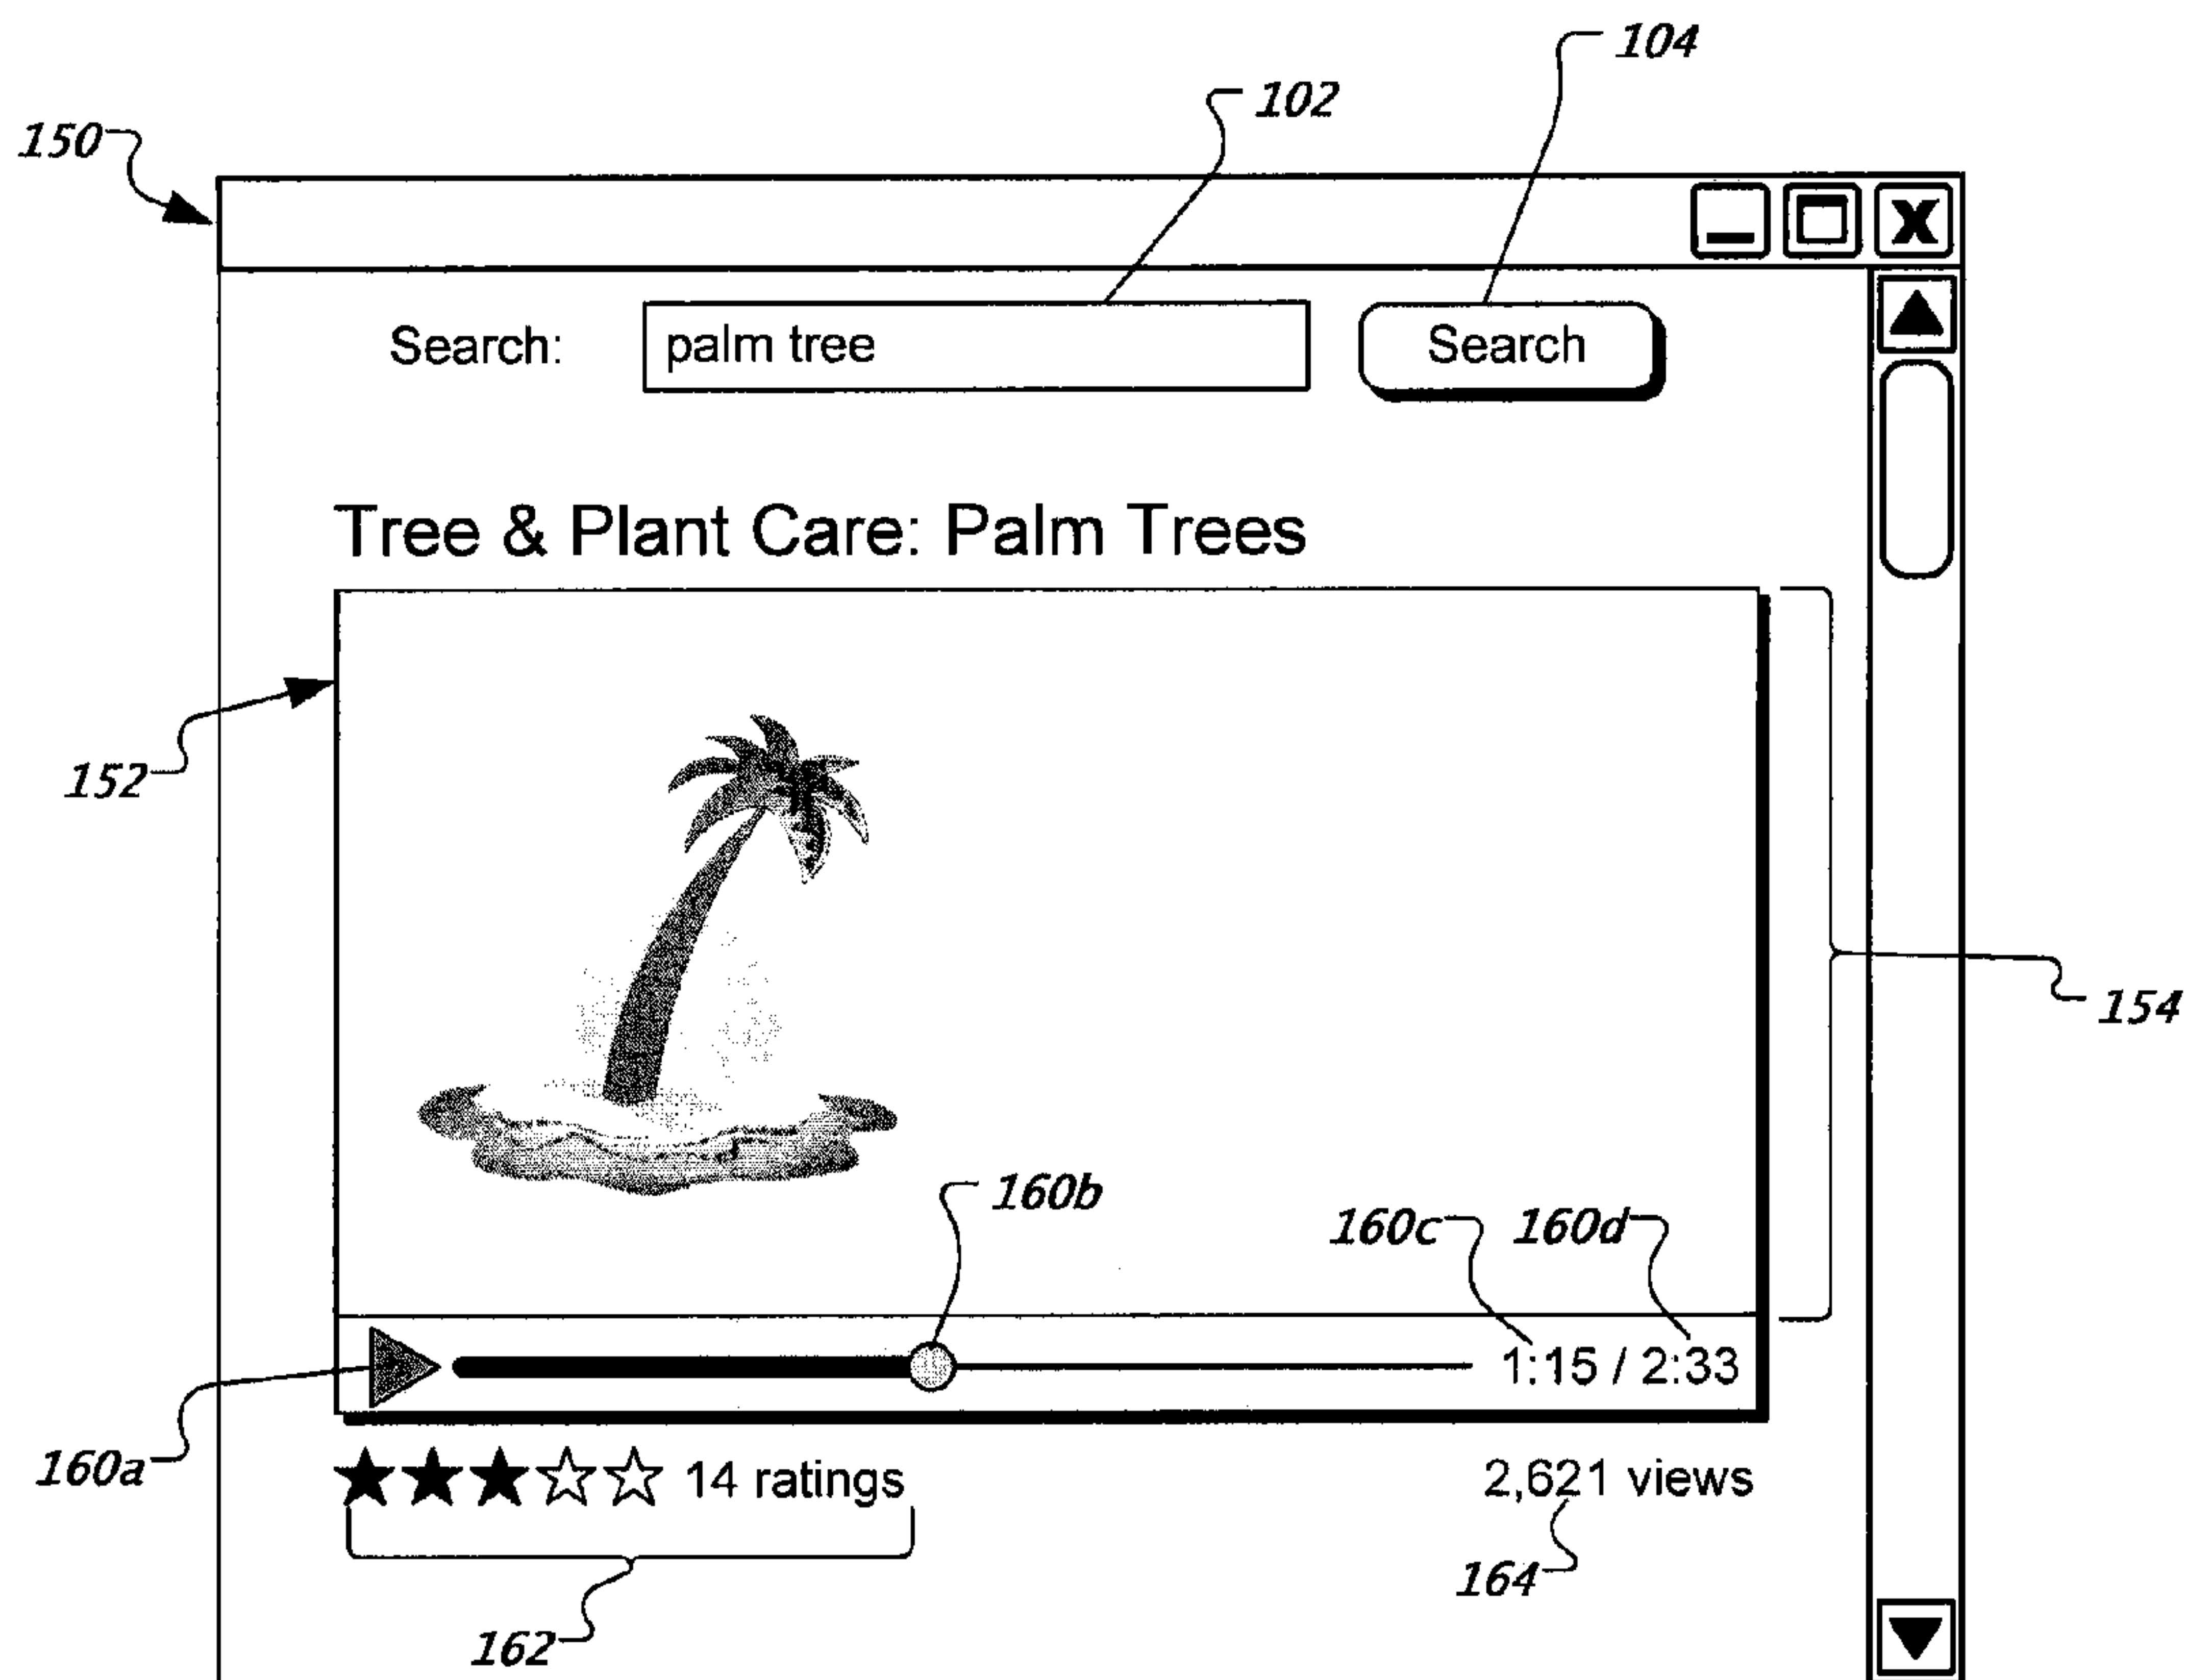 104
102
150
X
Search: palm tree Search
Tree & Plant Care: Palm Trees
152
154
160b
160c 160d
1:15 / 2:33
160a
14 ratings 2,621 views
164
162